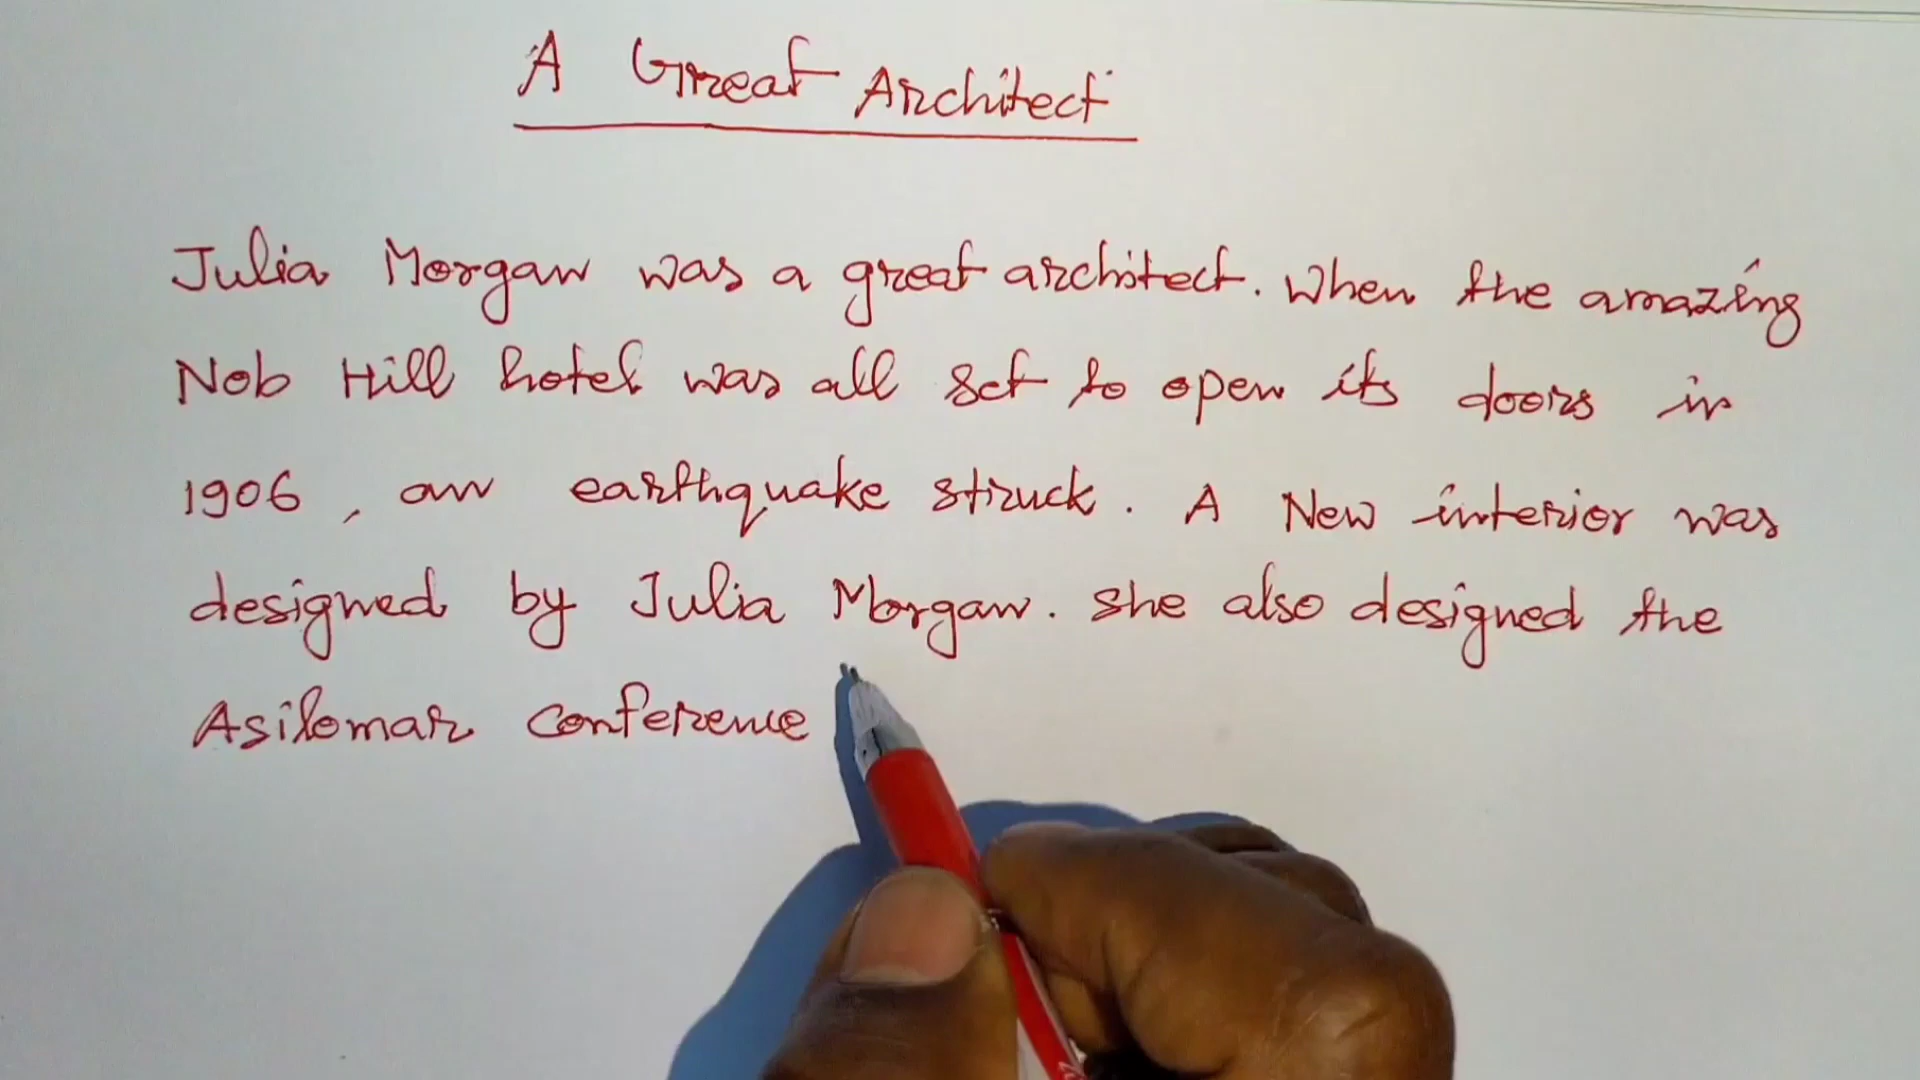 A Great Architect
Julia Morgan was a great architect. When the amazing
Nob Hill hotel was all set to open its doors in
1906, an earthquake struck. A New interior was
designed by Julia Morgan. She also designed the
Asilomar Conference